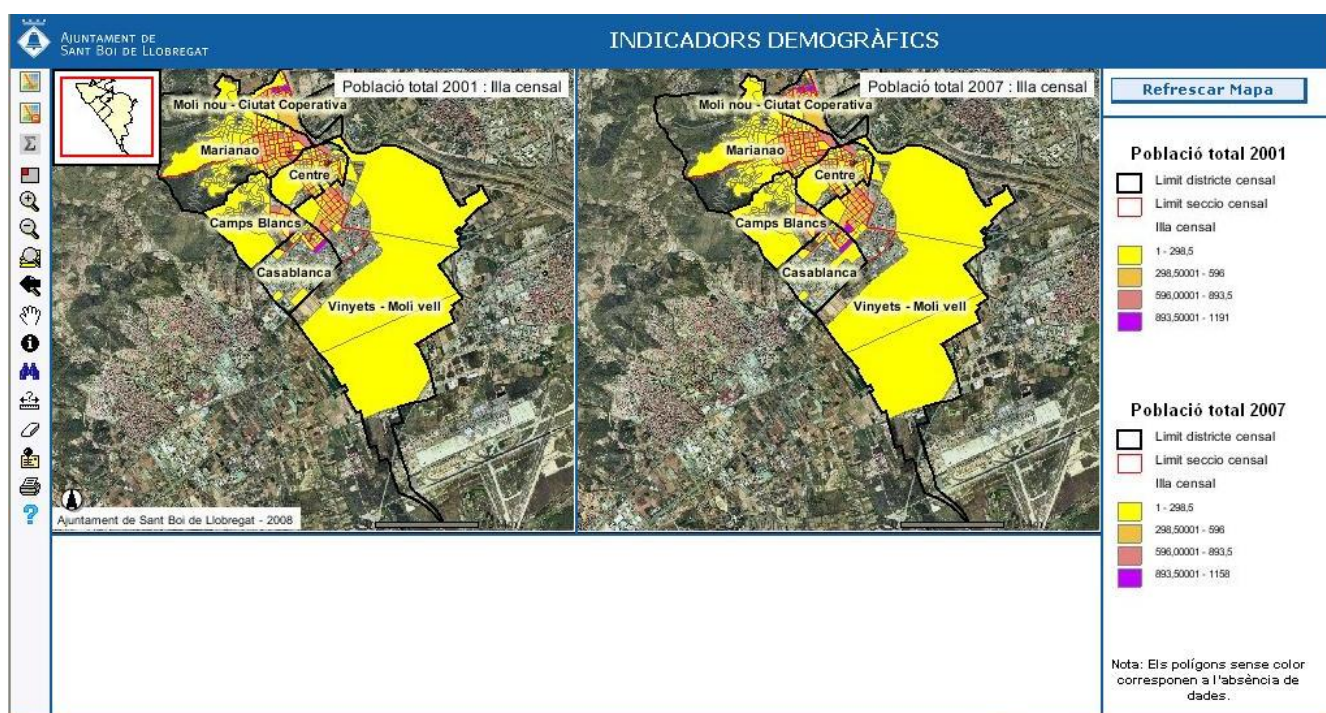 AJUNTAMENT DE
SANT BOI DE LLOBREGAT
INDICADORS DEMOGRÀFICS
Població total 2001 : Illa censal
Moli nou - Ciutat Coperativa
Marianao
Centre
Camps Blancs
Casablanca
Vinyets - Moli vell
Ajuntament de Sant Boi de Llobregat - 2008
Població total 2007 : Illa censal
Moli nou - Ciutat Coperativa
Marianao
Centre
Camps Blancs
Casablanca
Vinyets - Moli vell
Refrescar Mapa
Població total 2001
Limit districte censal
Limit seccio censal
Illa censal
1 - 298,5
298,50001 - 596
596,00001 - 893,5
893,50001 - 1191
Població total 2007
Limit districte censal
Limit seccio censal
Illa censal
1 - 298,5
298,50001 - 596
596,00001 - 893,5
893,50001 - 1158
Nota: Els polígons sense color
corresponen a l'absència de
dades.